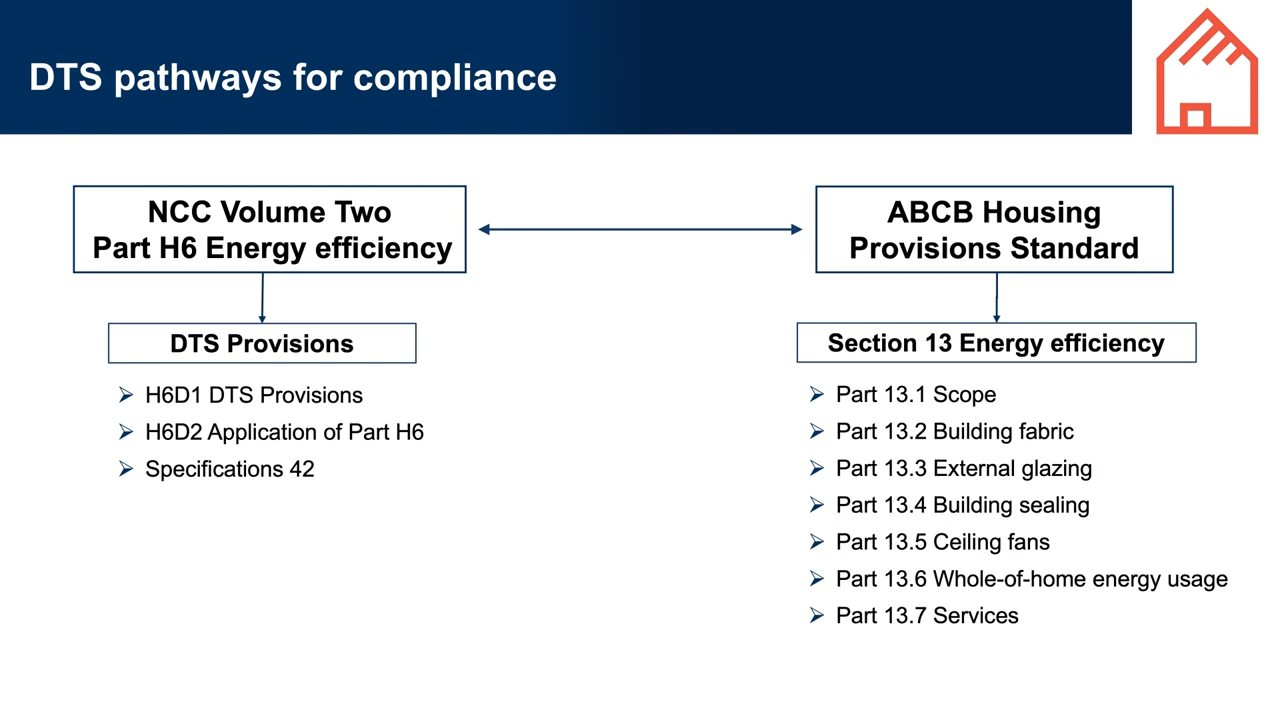 DTS pathways for compliance
NCC Volume Two
Part H6 Energy efficiency
DTS Provisions
H6D1 DTS Provisions
H6D2 Application of Part H6
Specifications 42
ABCB Housing
Provisions Standard
Section 13 Energy efficiency
Part 13.1 Scope
Part 13.2 Building fabric
Part 13.3 External glazing
Part 13.4 Building sealing
Part 13.5 Ceiling fans
Part 13.6 Whole-of-home energy usage
Part 13.7 Services